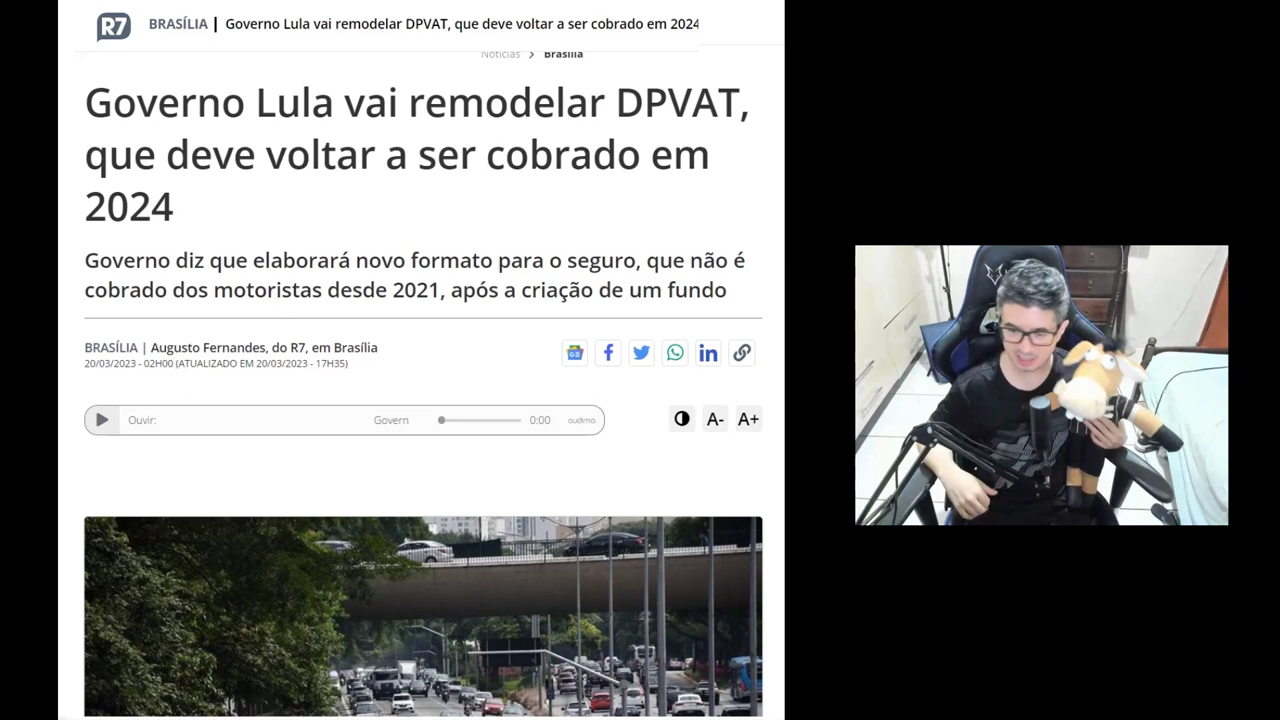 R7 BRASÍLIA | Governo Lula vai remodelar DPVAT, que deve voltar a ser cobrado em 2024
Notícias > Brasília
Governo Lula vai remodelar DPVAT,
que deve voltar a ser cobrado em
2024
Governo diz que elaborará novo formato para o seguro, que não é
cobrado dos motoristas desde 2021, após a criação de um fundo
BRASÍLIA | Augusto Fernandes, do R7, em Brasília
20/03/2023 - 02H00 (ATUALIZADO EM 20/03/2023 - 17H35)
Ouvir: Govern 0:00 audima A- A+